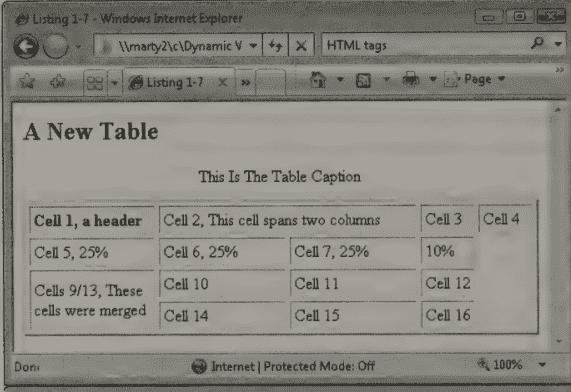 Listing 1-7 - Windows Internet Explorer
\\marty2\c\Dynamic V
HTML tags
Listing 1-7
Page
A New Table
This Is The Table Caption
Cell 1, a header Cell 2, This cell spans two columns Cell 3 Cell 4
Cell 5, 25% Cell 6, 25% Cell 7, 25% 10%
Cells 9/13, These cells were merged
Cell 10 Cell 11 Cell 12
Cell 14 Cell 15 Cell 16
Internet | Protected Mode: Off 100%